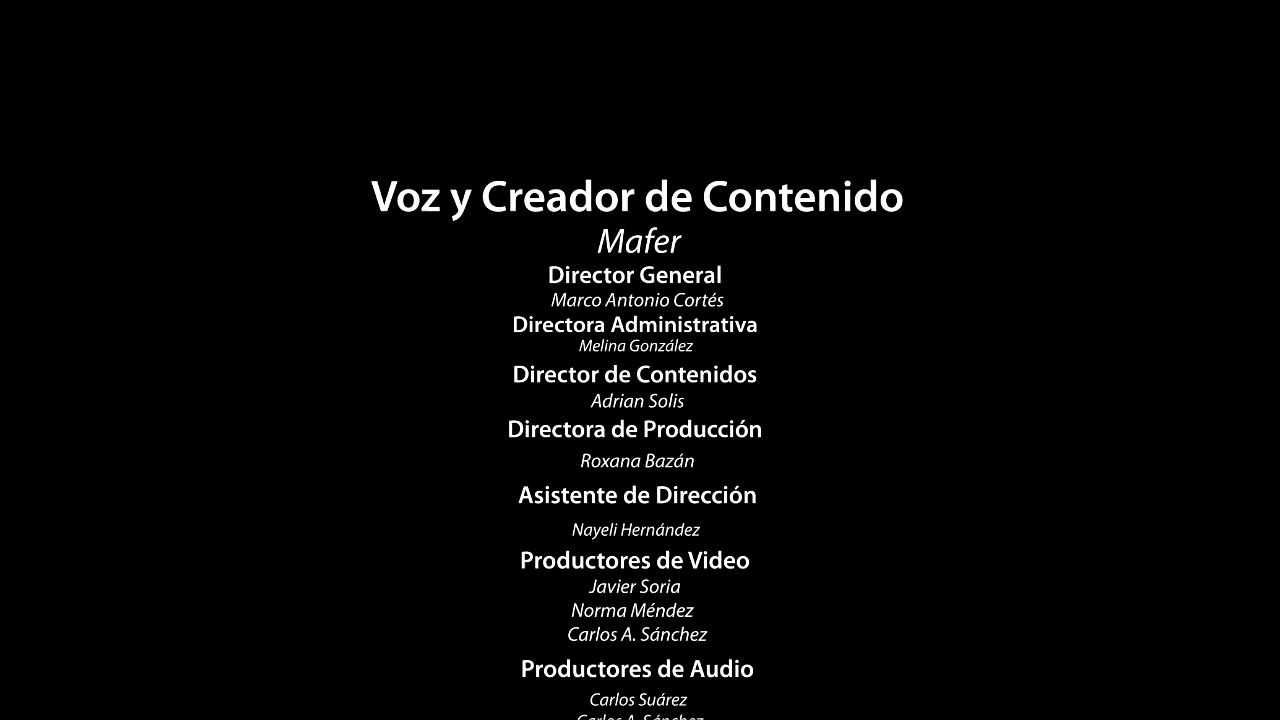 Voz y Creador de Contenido
Mafer
Director General
Marco Antonio Cortés
Directora Administrativa
Melina González
Director de Contenidos
Adrian Solis
Directora de Producción
Roxana Bazán
Asistente de Dirección
Nayeli Hernández
Productores de Video
Javier Soria
Norma Méndez
Carlos A. Sánchez
Productores de Audio
Carlos Suárez
Carlos A. Sánchez